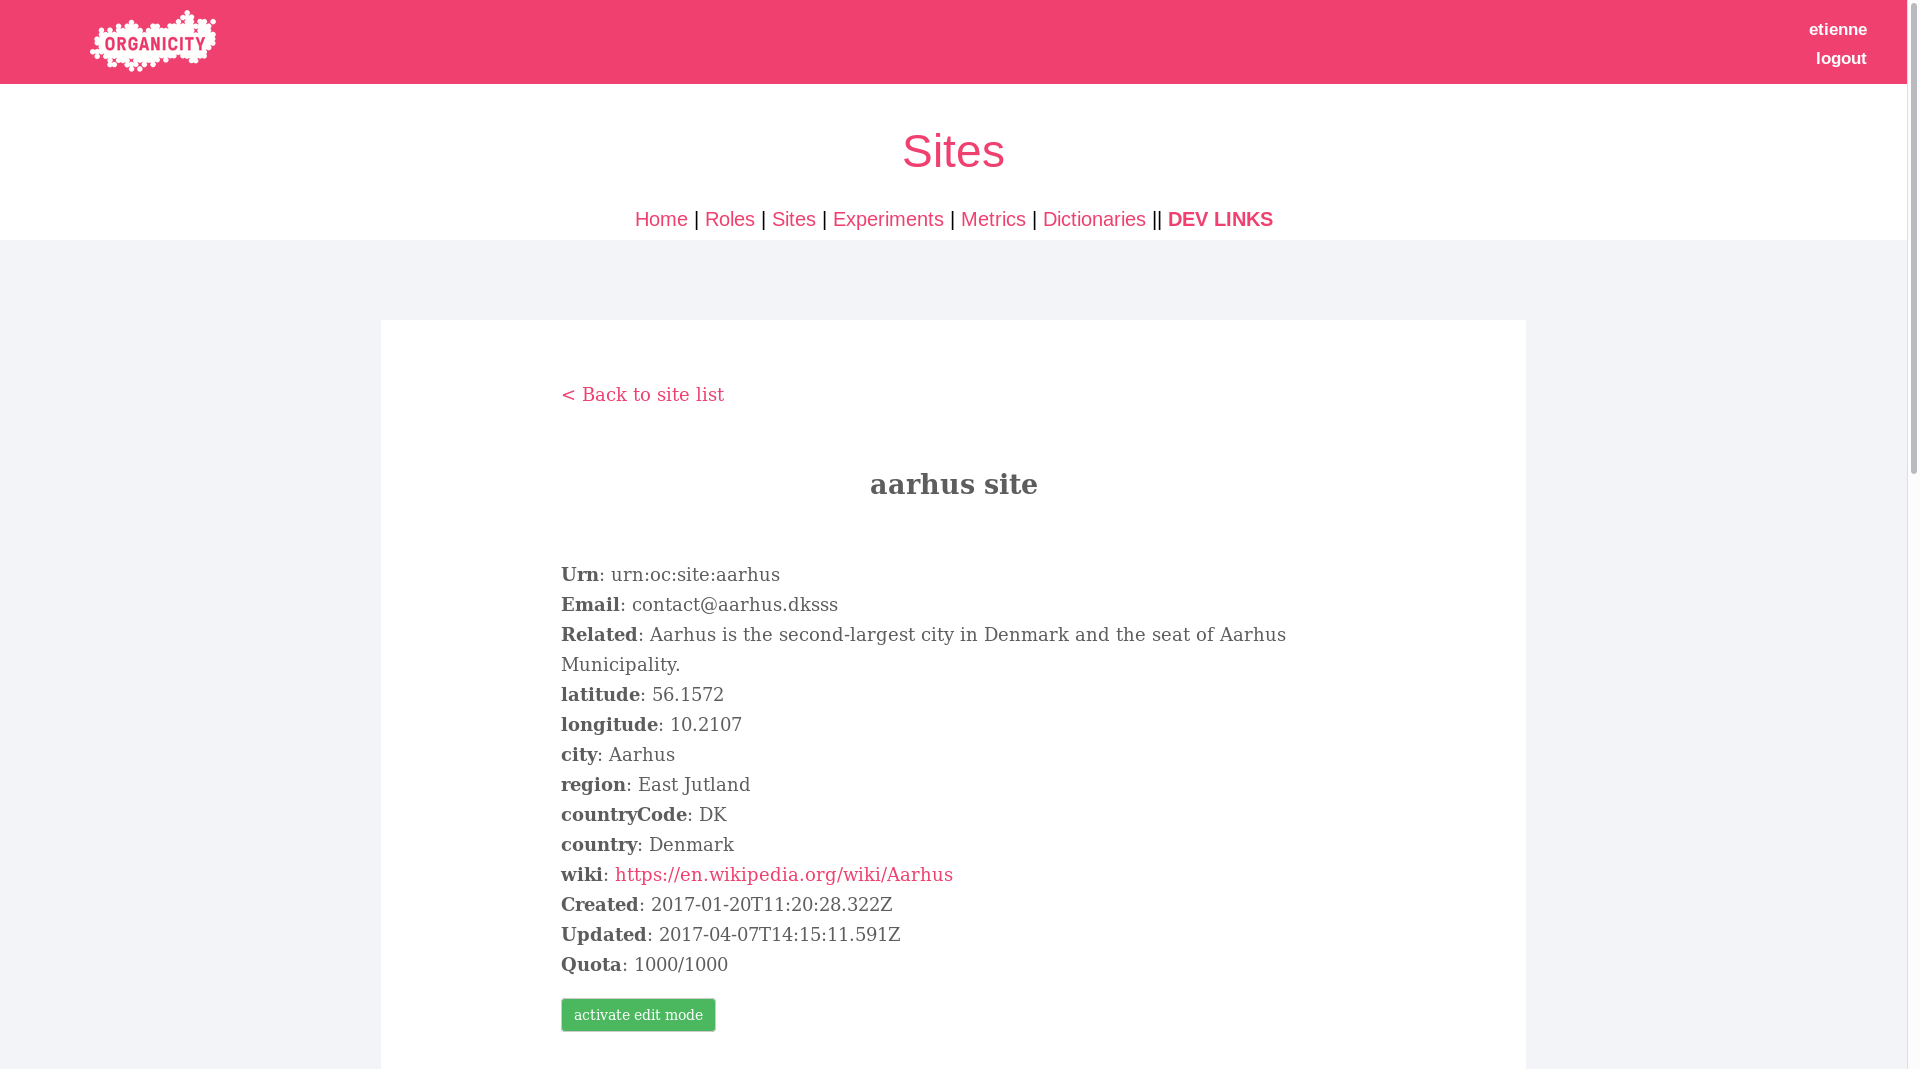 ORGANICITY
etienne
logout
Sites
Home | Roles | Sites | Experiments | Metrics | Dictionaries || DEV LINKS
< Back to site list
aarhus site
Urn: urn:oc:site:aarhus
Email: contact@aarhus.dksss
Related: Aarhus is the second-largest city in Denmark and the seat of Aarhus
Municipality.
latitude: 56.1572
longitude: 10.2107
city: Aarhus
region: East Jutland
countryCode: DK
country: Denmark
wiki: https://en.wikipedia.org/wiki/Aarhus
Created: 2017-01-20T11:20:28.322Z
Updated: 2017-04-07T14:15:11.591Z
Quota: 1000/1000
activate edit mode